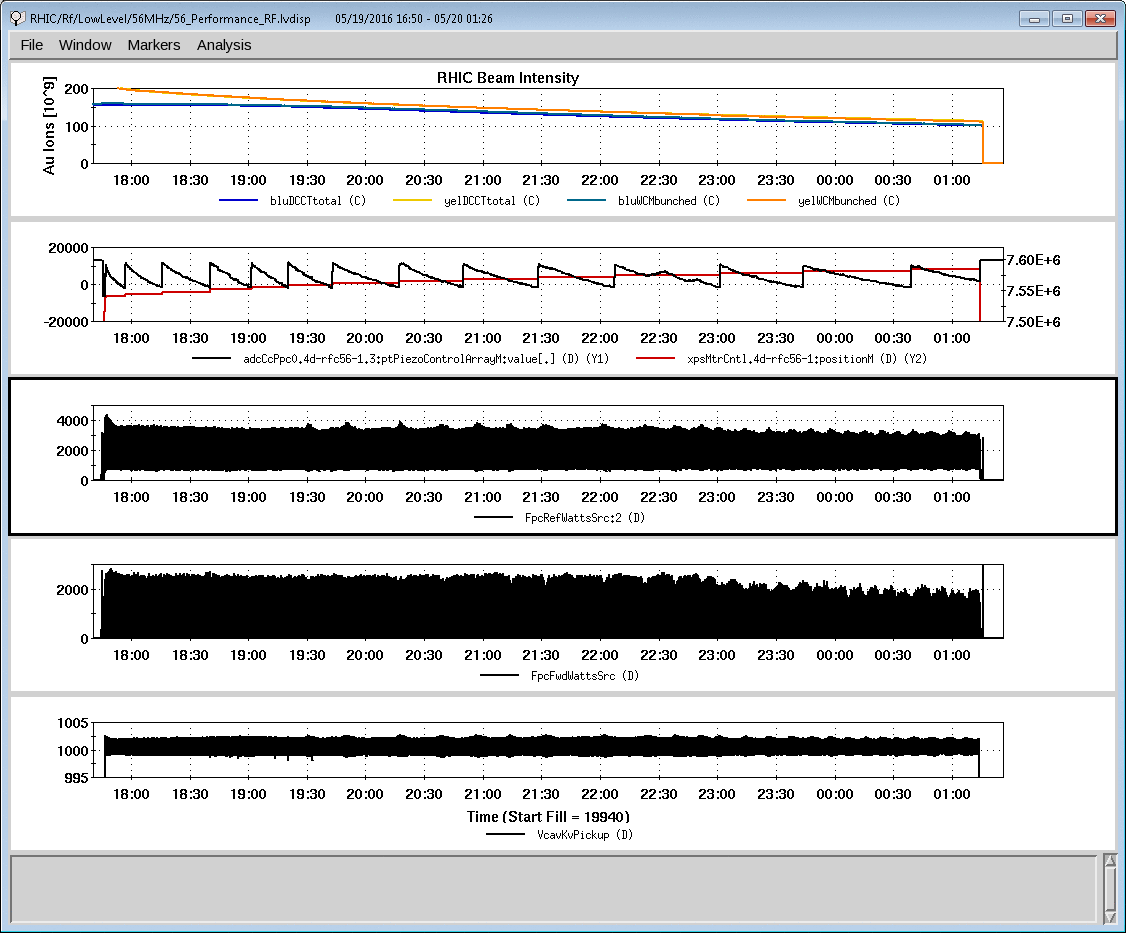 RHIC/Rf/LowLevel/56MHz/56_Performance_RF.lvdisp 05/19/2016 16:50 - 05/20 01:26
File Window Markers Analysis
RHIC Beam Intensity
Au Ions [10^9]
200
100
0
18:00 18:30 19:00 19:30 20:00 20:30 21:00 21:30 22:00 22:30 23:00 23:30 00:00 00:30 01:00
bluDCCTtotal (C) yelDCCTtotal (C) bluWCMbunched (C) yelWCMbunched (C)
20000 7.60E+6
0 7.55E+6
-20000 7.50E+6
18:00 18:30 19:00 19:30 20:00 20:30 21:00 21:30 22:00 22:30 23:00 23:30 00:00 00:30 01:00
adcCcPpc0.4d-rfc56-1.3:ptPiezoControlArrayM:value[.] (D) (Y1) xpsMtrCntl.4d-rfc56-1:positionM (D) (Y2)
4000
2000
0
18:00 18:30 19:00 19:30 20:00 20:30 21:00 21:30 22:00 22:30 23:00 23:30 00:00 00:30 01:00
FpcRefWattsSrc:2 (D)
2000
0
18:00 18:30 19:00 19:30 20:00 20:30 21:00 21:30 22:00 22:30 23:00 23:30 00:00 00:30 01:00
FpcFwdWattsSrc (D)
1005
1000
995
18:00 18:30 19:00 19:30 20:00 20:30 21:00 21:30 22:00 22:30 23:00 23:30 00:00 00:30 01:00
Time (Start Fill = 19940)
VcavKvPickup (D)